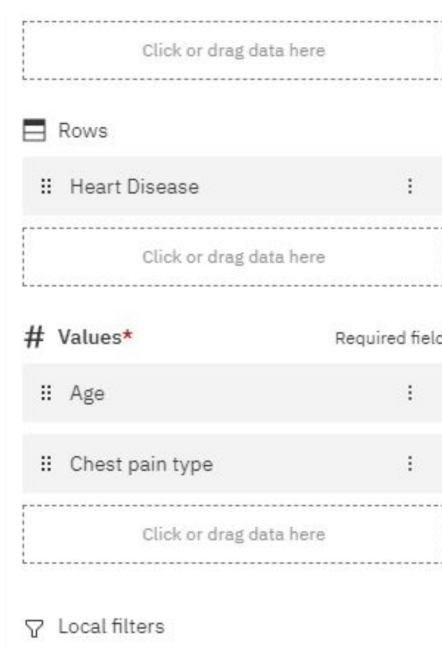 Click or drag data here
Rows
Heart Disease
Click or drag data here
# Values* Required field
Age
Chest pain type
Click or drag data here
Local filters